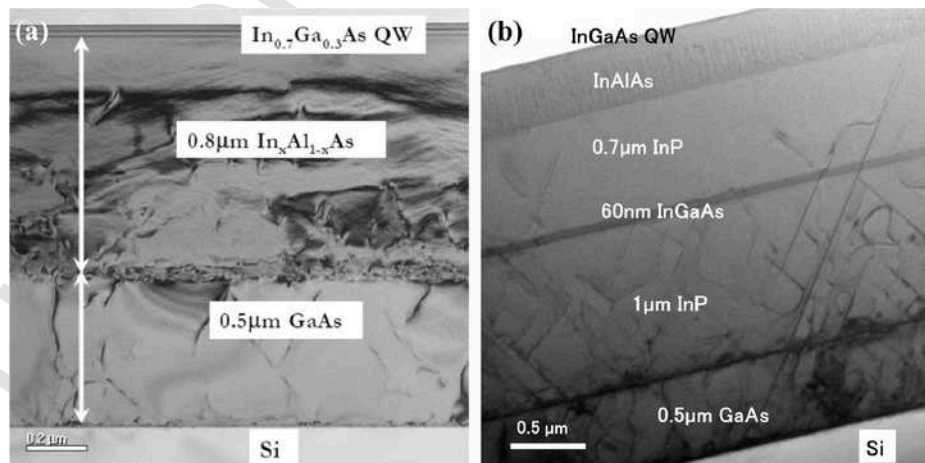 (a)
In0.7Ga0.3As QW
0.8μm InxAl1-xAs
0.5μm GaAs
0.2μm
Si
(b)
InGaAs QW
InAlAs
0.7μm InP
60nm InGaAs
1μm InP
0.5μm GaAs
0.5 μm
Si